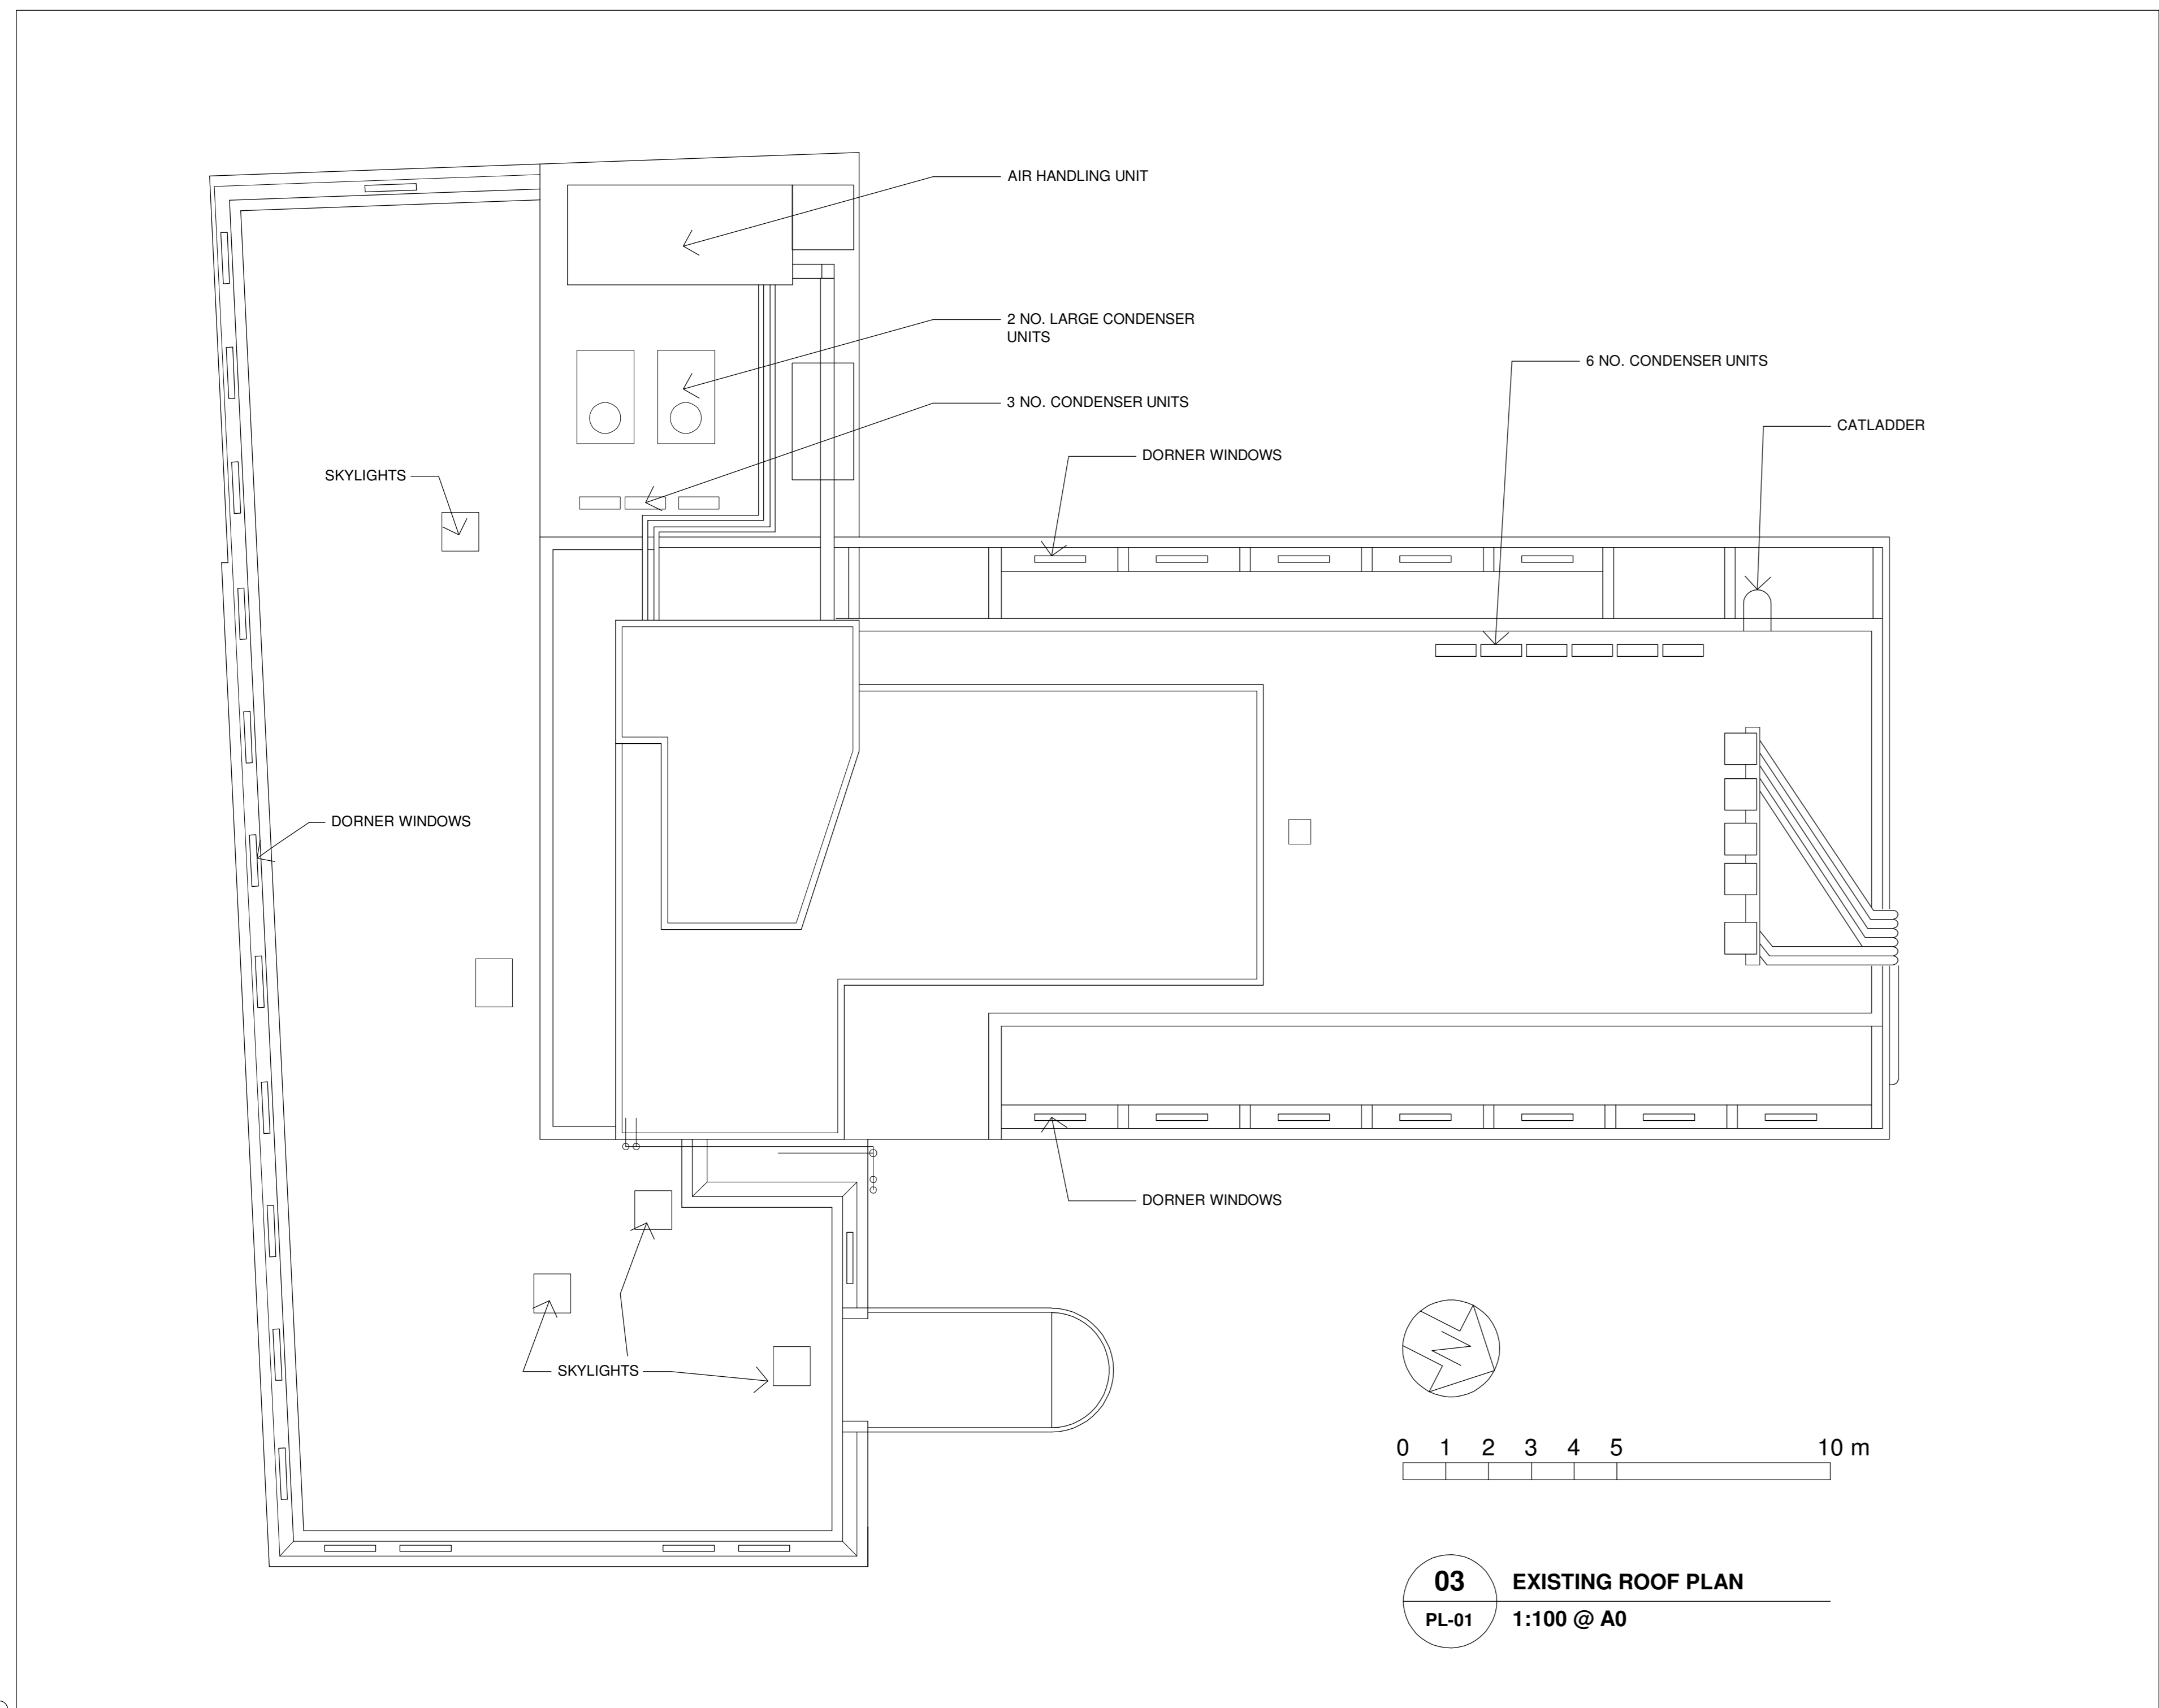 AIR HANDLING UNIT
2 NO. LARGE CONDENSER
UNITS
6 NO. CONDENSER UNITS
3 NO. CONDENSER UNITS
CATLADDER
DORNER WINDOWS
SKYLIGHTS
DORNER WINDOWS
DORNER WINDOWS
SKYLIGHTS
N
0 1 2 3 4 5 10 m
03 EXISTING ROOF PLAN
PL-01 1:100 @ A0